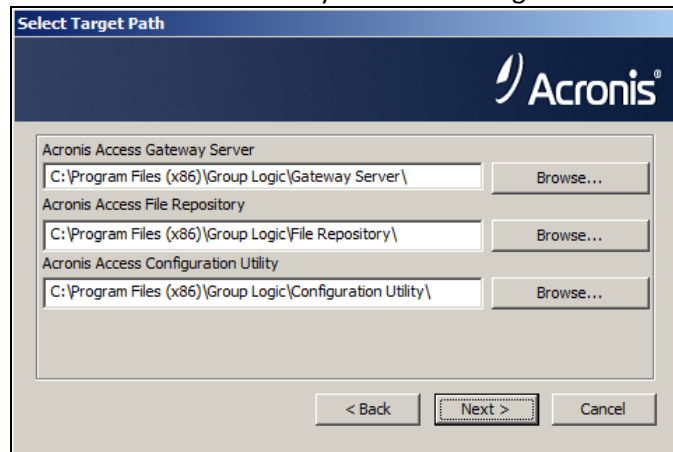 Select Target Path
Acronis®
Acronis Access Gateway Server
C:\Program Files (x86)\Group Logic\Gateway Server\ Browse...
Acronis Access File Repository
C:\Program Files (x86)\Group Logic\File Repository\ Browse...
Acronis Access Configuration Utility
C:\Program Files (x86)\Group Logic\Configuration Utility\ Browse...
< Back Next > Cancel